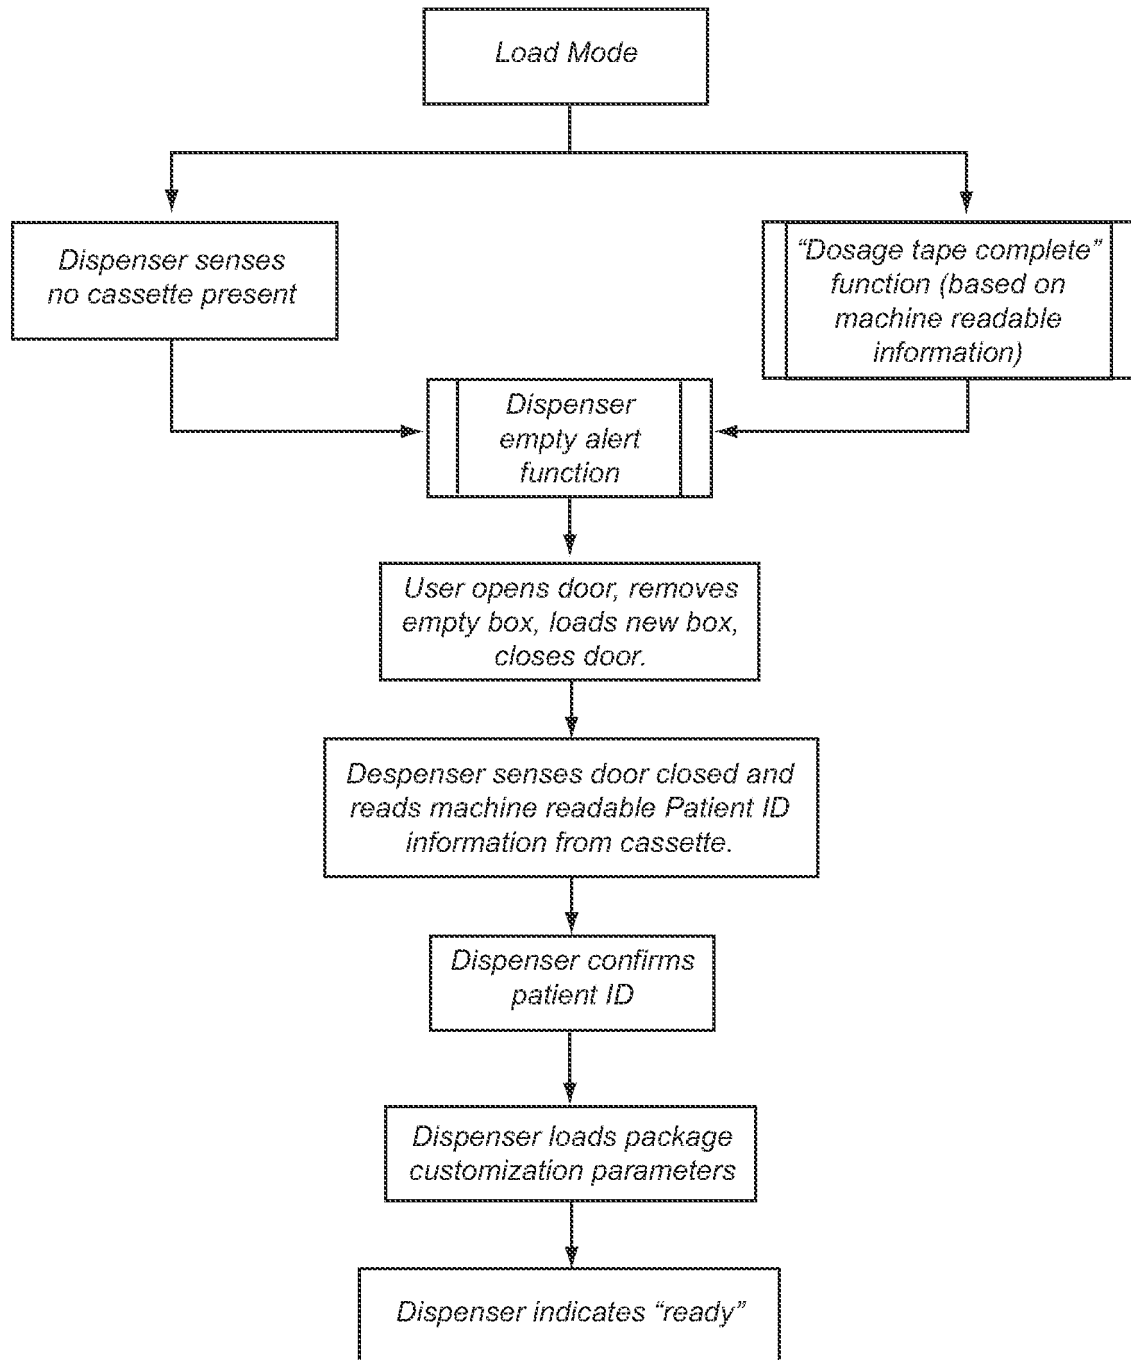 Load Mode
Dispenser senses
no cassette present
“Dosage tape complete”
function (based on
machine readable
information)
Dispenser
empty alert
function
User opens door, removes
empty box, loads new box,
closes door.
Despenser senses door closed and
reads machine readable Patient ID
information from cassette.
Dispenser confirms
patient ID
Dispenser loads package
customization parameters
Dispenser indicates “ready”